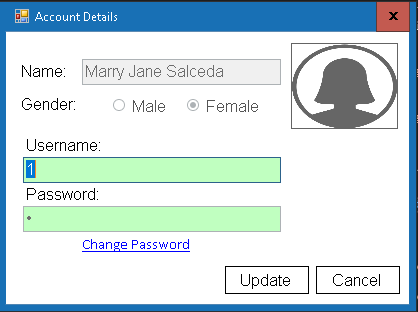 Account Details
x
Name: Marry Jane Salceda
Gender: Male Female
Username:
1
Password:
•
Change Password
Update Cancel